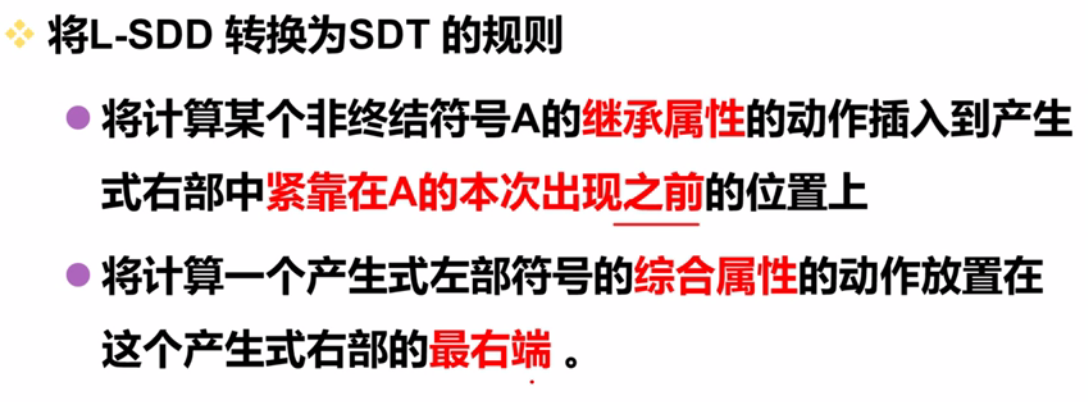 将L-SDD 转换为SDT 的规则
将计算某个非终结符号A的继承属性的动作插入到产生
式右部中紧靠在A的本次出现之前的位置上
将计算一个产生式左部符号的综合属性的动作放置在
这个产生式右部的最右端 。